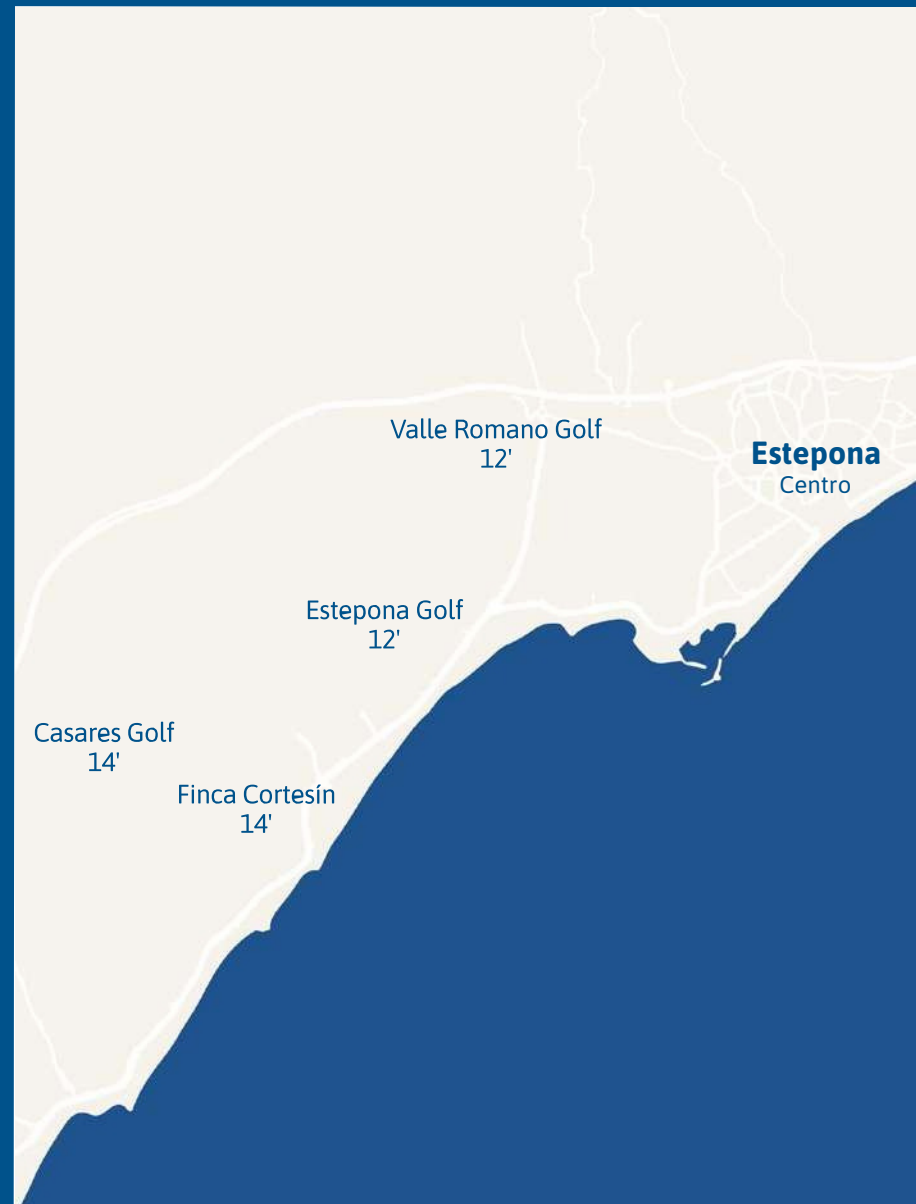 Valle Romano Golf
12'
Estepona
Centro
Estepona Golf
12'
Casares Golf
14'
Finca Cortesín
14'